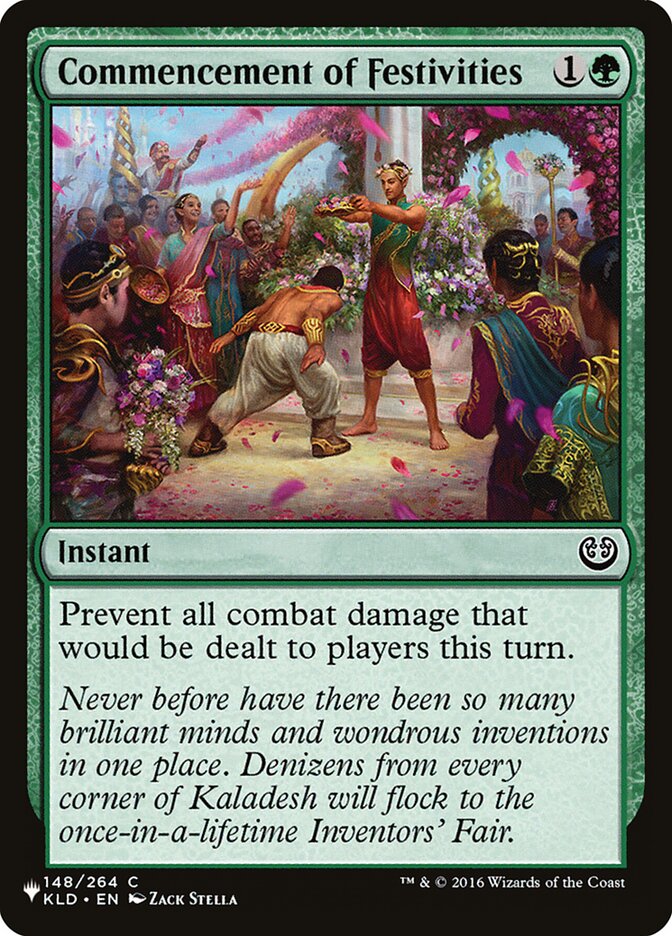 Commencement of Festivities 1
Instant
Prevent all combat damage that
would be dealt to players this turn.
Never before have there been so many
brilliant minds and wondrous inventions
in one place. Denizens from every
corner of Kaladesh will flock to the
once-in-a-lifetime Inventors' Fair.
148/264 C
KLD • EN Zack Stella
™ & © 2016 Wizards of the Coast